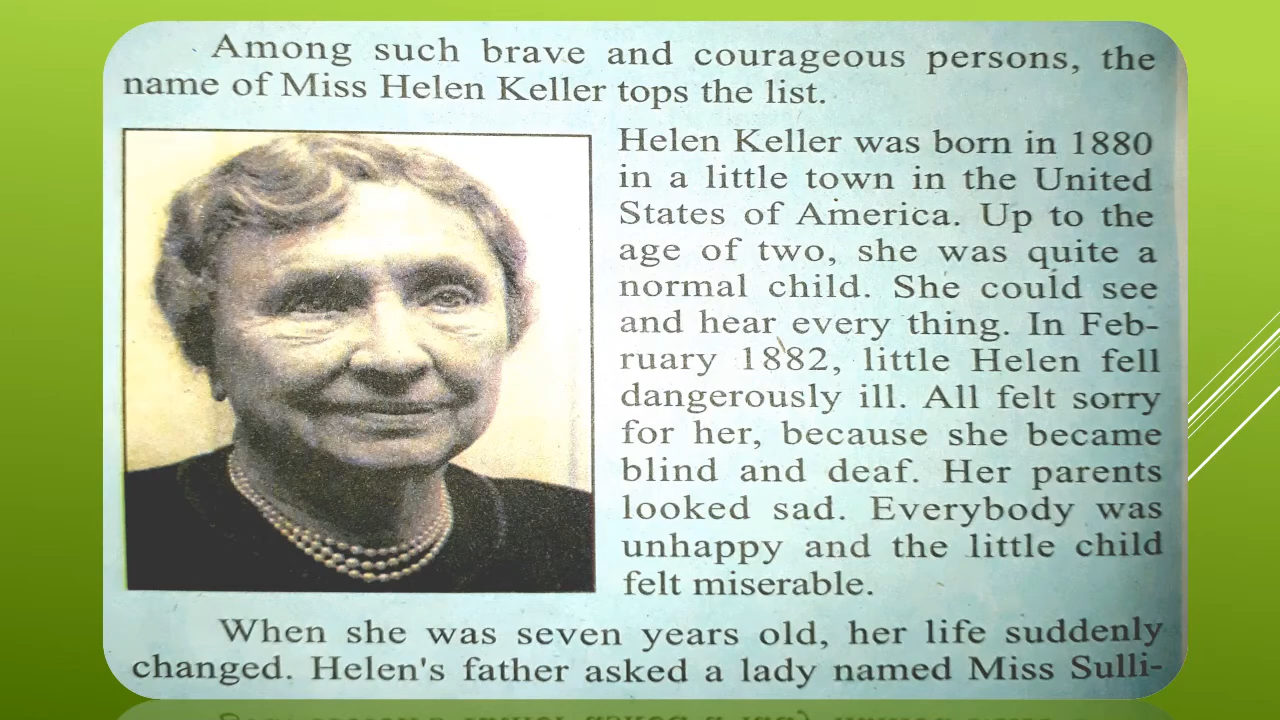 Among such brave and courageous persons, the
name of Miss Helen Keller tops the list.
Helen Keller was born in 1880
in a little town in the United
States of America. Up to the
age of two, she was quite a
normal child. She could see
and hear every thing. In Feb-
ruary 1882, little Helen fell
dangerously ill. All felt sorry
for her, because she became
blind and deaf. Her parents
looked sad. Everybody was
unhappy and the little child
felt miserable.
When she was seven years old, her life suddenly
changed. Helen's father asked a lady named Miss Sulli-